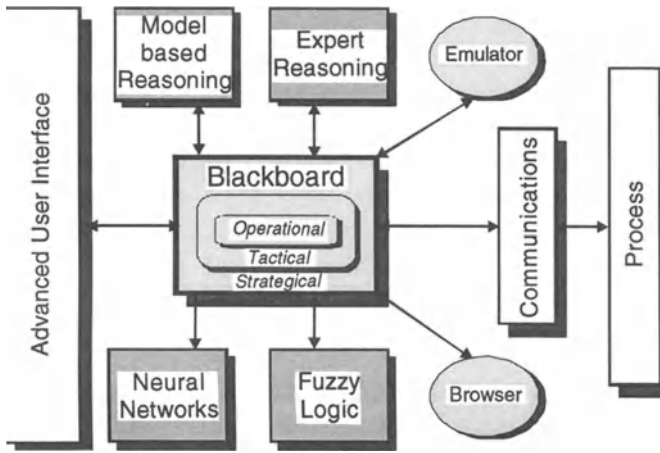 Advanced User Interface
Model
based
Reasoning
Expert
Reasoning
Emulator
Blackboard
Operational
Tactical
Strategical
Communications
Process
Neural
Networks
Fuzzy
Logic
Browser